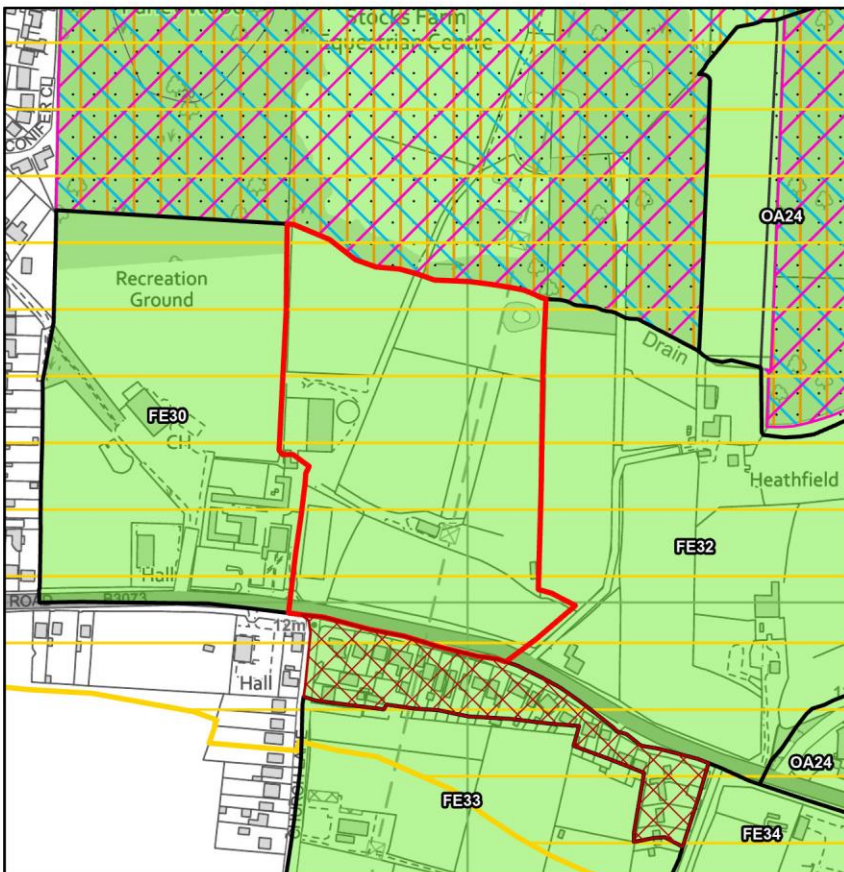 Stocks Farm
Equestrian Centre
CONIFER CL
OA24
Recreation
Ground
Drain
FE30
CH
Heathfield
FE32
Hall
ROAD
B3073
12m
Hall
OA24
FE33
FE34